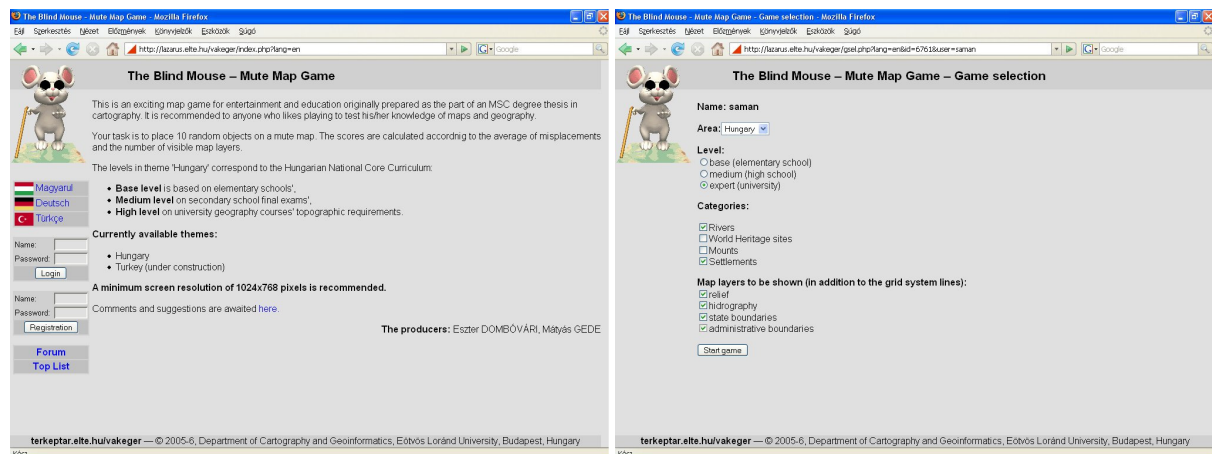 The Blind Mouse - Mute Map Game - Mozilla Firefox
Fájl Szerkesztés Nézet Előzmények Könyvjelzők Eszközök Súgó
http://lazarus.elte.hu/vakeger/index.php?lang=en
Google
The Blind Mouse – Mute Map Game
This is an exciting map game for entertainment and education originally prepared as the part of an MSC degree thesis in
cartography. It is recommended to anyone who likes playing to test his/her knowledge of maps and geography.
Your task is to place 10 random objects on a mute map. The scores are calculated accordnig to the average of misplacements
and the number of visible map layers.
The levels in theme 'Hungary' correspond to the Hungarian National Core Curriculum:
Magyarul
Deutsch
Türkçe
• Base level is based on elementary schools',
• Medium level on secondary school final exams',
• High level on university geography courses' topographic requirements.
Currently available themes:
• Hungary
• Turkey (under construction)
Name:
Password:
Login
A minimum screen resolution of 1024x768 pixels is recommended.
Name:
Password:
Registration
Comments and suggestions are awaited here.
The producers: Eszter DOMBÓVÁRI, Mátyás GEDE
Forum
Top List
terkeptar.elte.hu/vakeger — © 2005-6, Department of Cartography and Geoinformatics, Eötvös Loránd University, Budapest, Hungary
Kész
The Blind Mouse - Mute Map Game - Game selection - Mozilla Firefox
Fájl Szerkesztés Nézet Előzmények Könyvjelzők Eszközök Súgó
http://lazarus.elte.hu/vakeger/gsel.php?lang=en&id=6761&user=saman
Google
The Blind Mouse – Mute Map Game – Game selection
Name: saman
Area: Hungary
Level:
base (elementary school)
medium (high school)
expert (university)
Categories:
Rivers
World Heritage sites
Mounts
Settlements
Map layers to be shown (in addition to the grid system lines):
relief
hidrography
state boundaries
administrative boundaries
Start game
terkeptar.elte.hu/vakeger — © 2005-6, Department of Cartography and Geoinformatics, Eötvös Loránd University, Budapest, Hungary
Kész